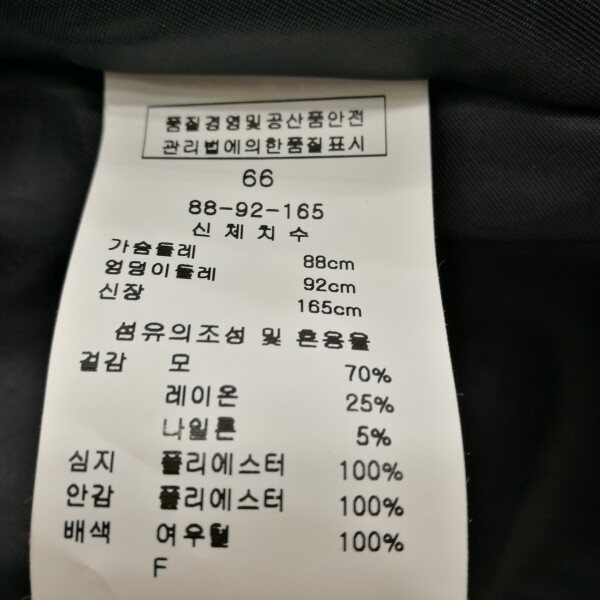 품질경영및공산품안전
관리법에의한품질표시
66
88-92-165
신 체 치 수
가슴둘레 88cm
엉덩이둘레 92cm
신장 165cm
섬유의조성 및 혼용율
겉감 모 70%
레이온 25%
나일론 5%
심지 폴리에스터 100%
안감 폴리에스터 100%
배색 여우털 100%
F